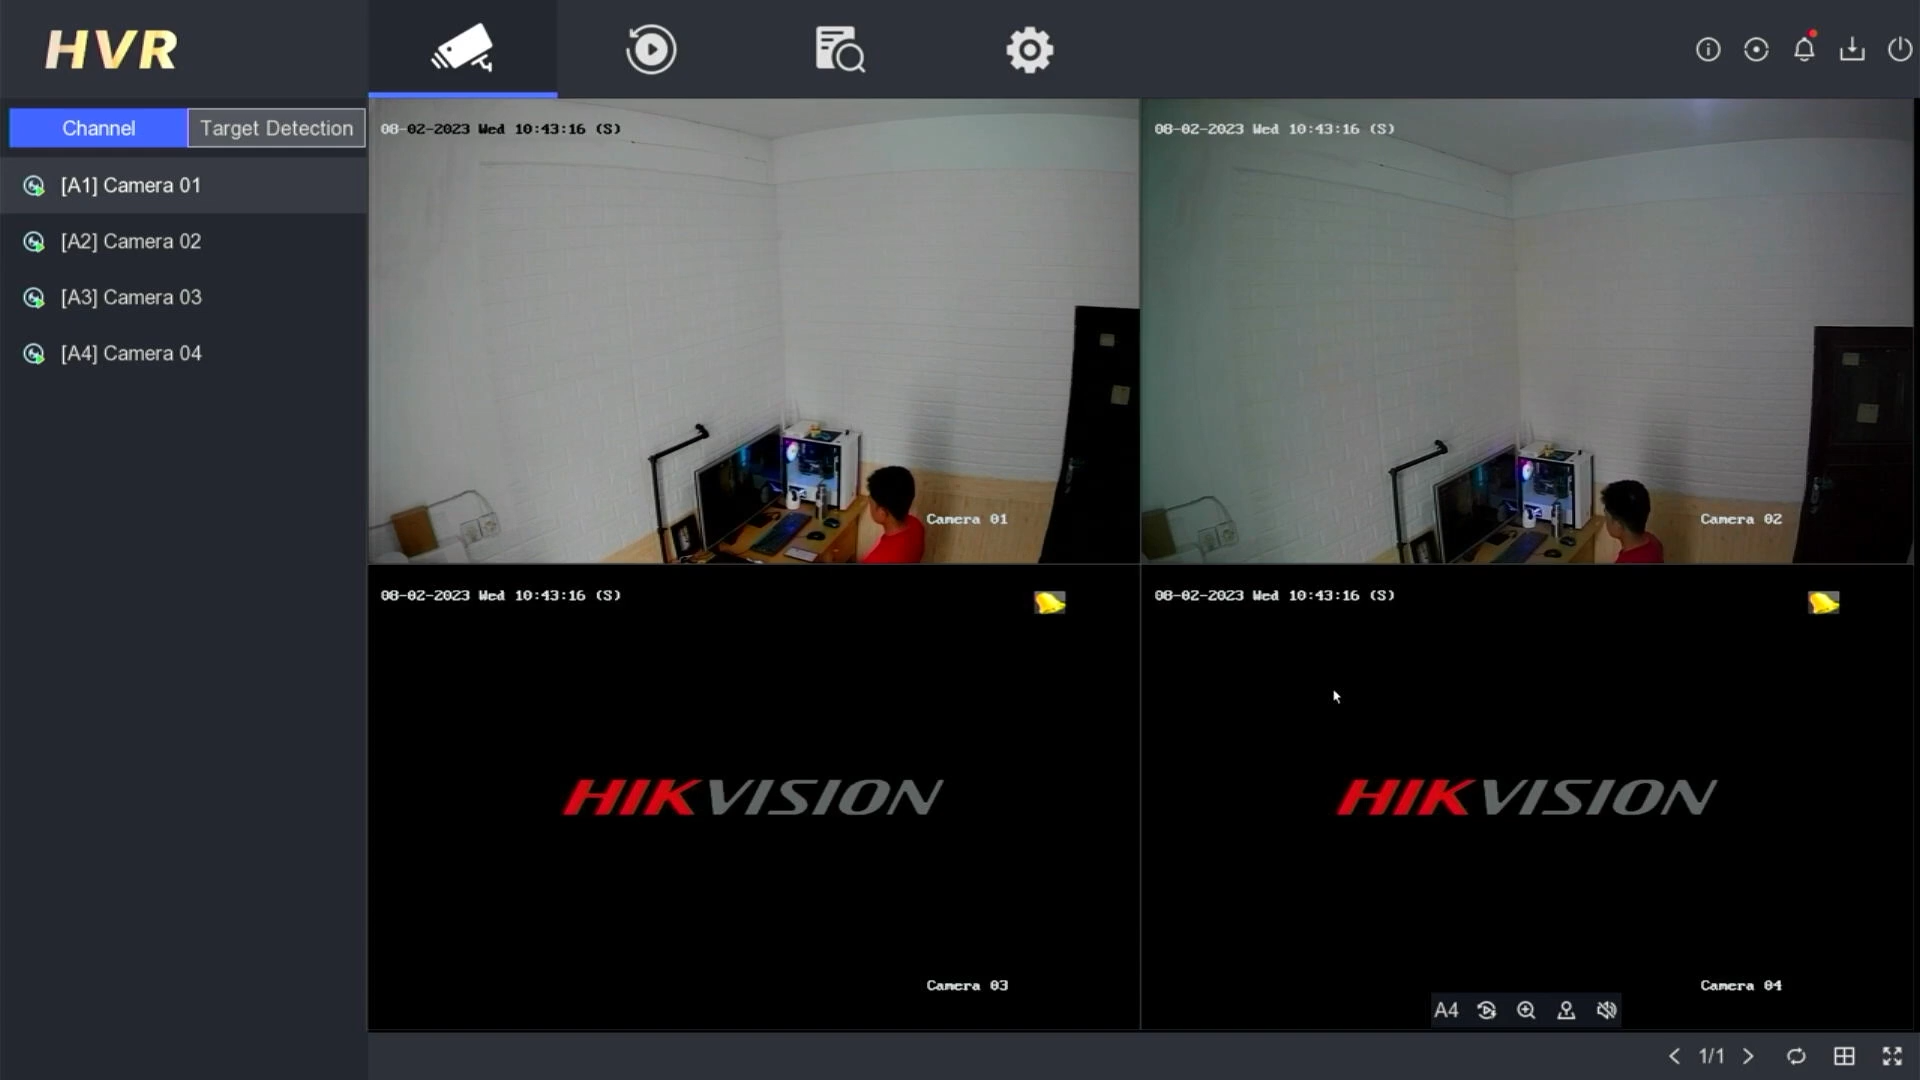 HVR
Channel
Target Detection
[A1] Camera 01
[A2] Camera 02
[A3] Camera 03
[A4] Camera 04
08-02-2023 Wed 10:43:16 (S)
08-02-2023 Wed 10:43:16 (S)
Camera 01
Camera 02
08-02-2023 Wed 10:43:16 (S)
08-02-2023 Wed 10:43:16 (S)
HIKVISION
HIKVISION
Camera 03
Camera 04
A4
1/1